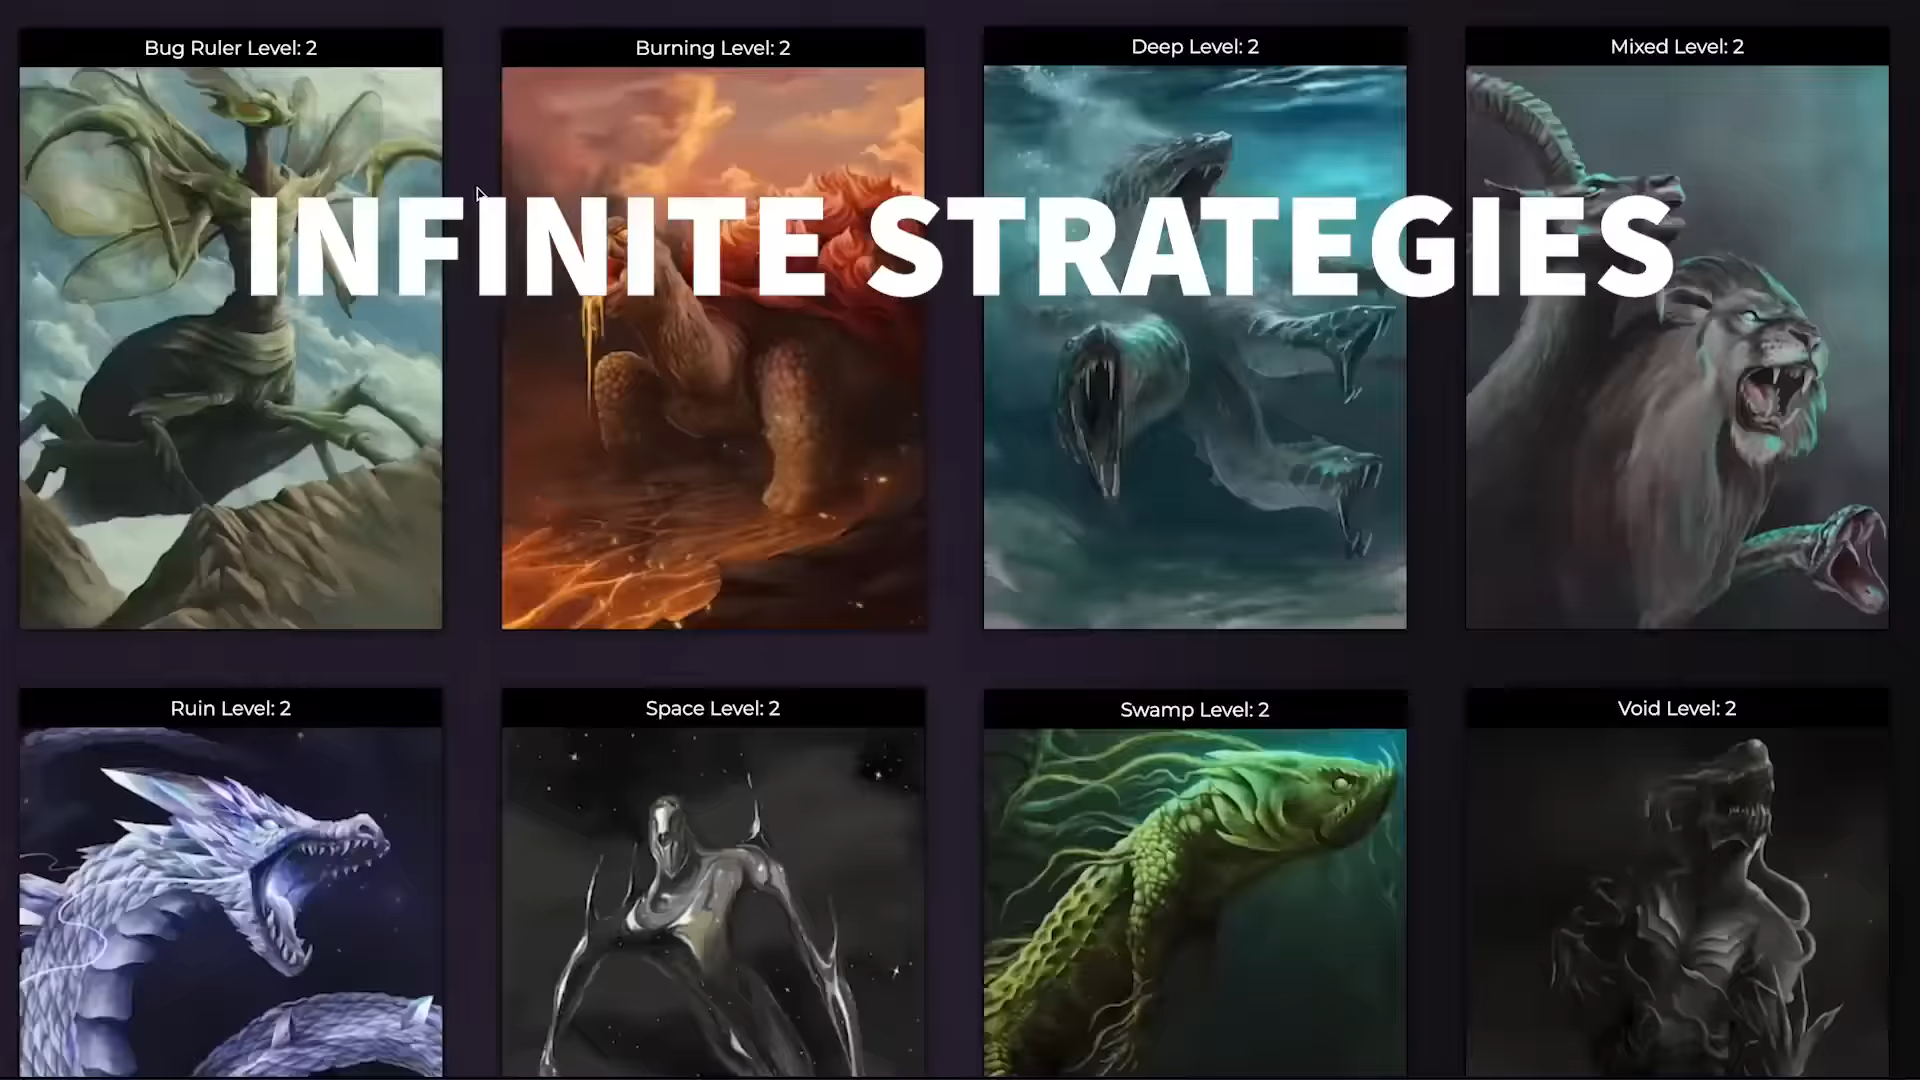 Bug Ruler Level: 2
Burning Level: 2
Deep Level: 2
Mixed Level: 2
INFINITE STRATEGIES
Ruin Level: 2
Space Level: 2
Swamp Level: 2
Void Level: 2